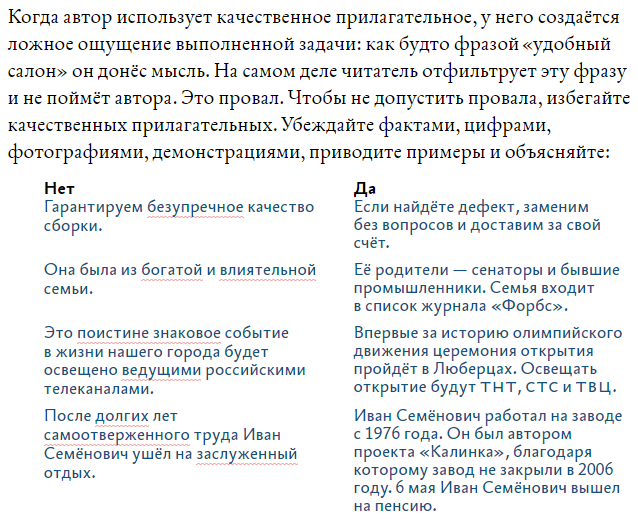 Когда автор использует качественное прилагательное, у него создаётся
ложное ощущение выполненной задачи: как будто фразой «удобный
салон» он донёс мысль. На самом деле читатель отфильтрует эту фразу
и не поймёт автора. Это провал. Чтобы не допустить провала, избегайте
качественных прилагательных. Убеждайте фактами, цифрами,
фотографиями, демонстрациями, приводите примеры и объясняйте:
Нет
Гарантируем безупречное качество
сборки.
Да
Если найдёте дефект, заменим
без вопросов и доставим за свой
счёт.
Она была из богатой и влиятельной
семьи.
Её родители — сенаторы и бывшие
промышленники. Семья входит
в список журнала «Форбс».
Это поистине знаковое событие
в жизни нашего города будет
освещено ведущими российскими
телеканалами.
Впервые за историю олимпийского
движения церемония открытия
пройдёт в Люберцах. Освещать
открытие будут ТНТ, СТС и ТВЦ.
После долгих лет
самоотверженного труда Иван
Семёнович ушёл на заслуженный
отдых.
Иван Семёнович работал на заводе
с 1976 года. Он был автором
проекта «Калинка», благодаря
которому завод не закрыли в 2006
году. 6 мая Иван Семёнович вышел
на пенсию.